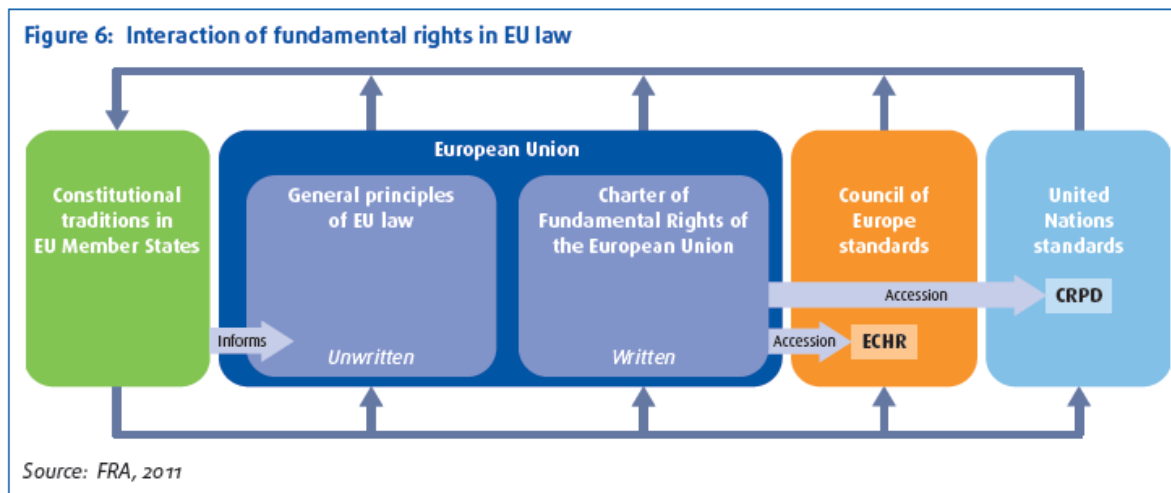 Figure 6: Interaction of fundamental rights in EU law
European Union
Constitutional
traditions in
EU Member States
General principles
of EU law
Charter of
Fundamental Rights of
the European Union
Council of
Europe
standards
United
Nations
standards
Accession
CRPD
Informs
Unwritten
Written
Accession
ECHR
Source: FRA, 2011